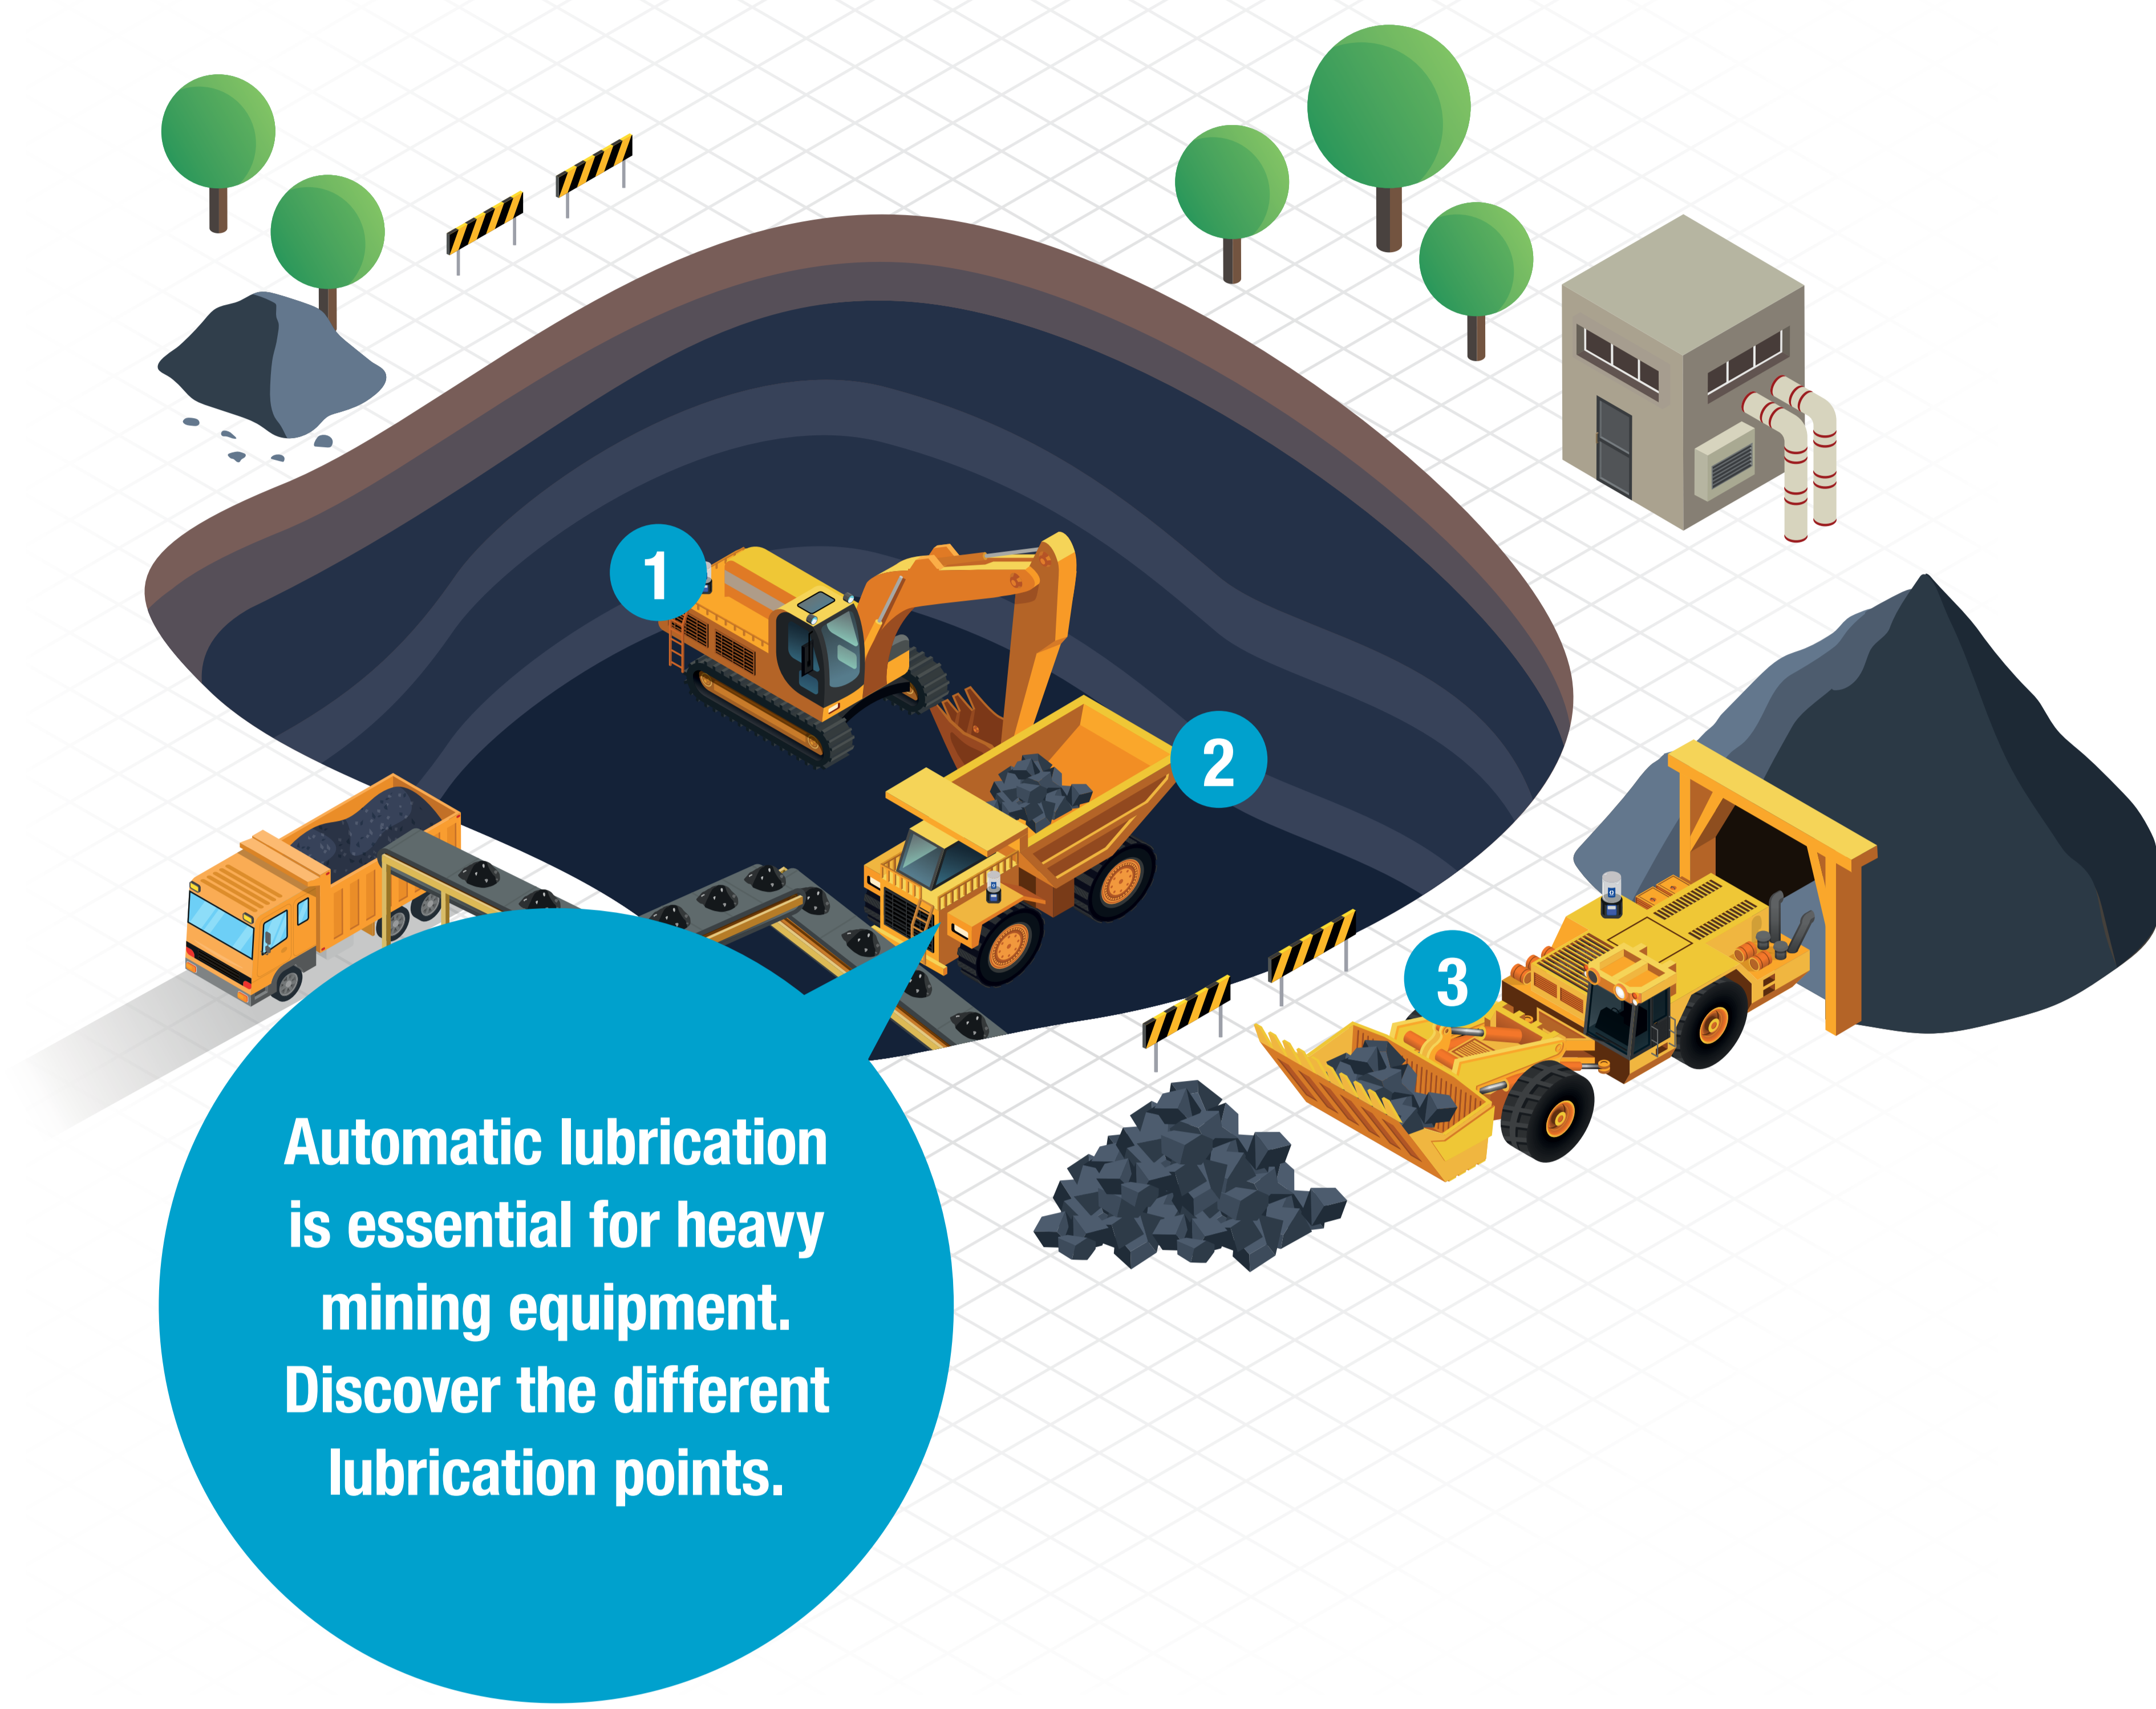 1
2
3
Automatic lubrication
is essential for heavy
mining equipment.
Discover the different
lubrication points.